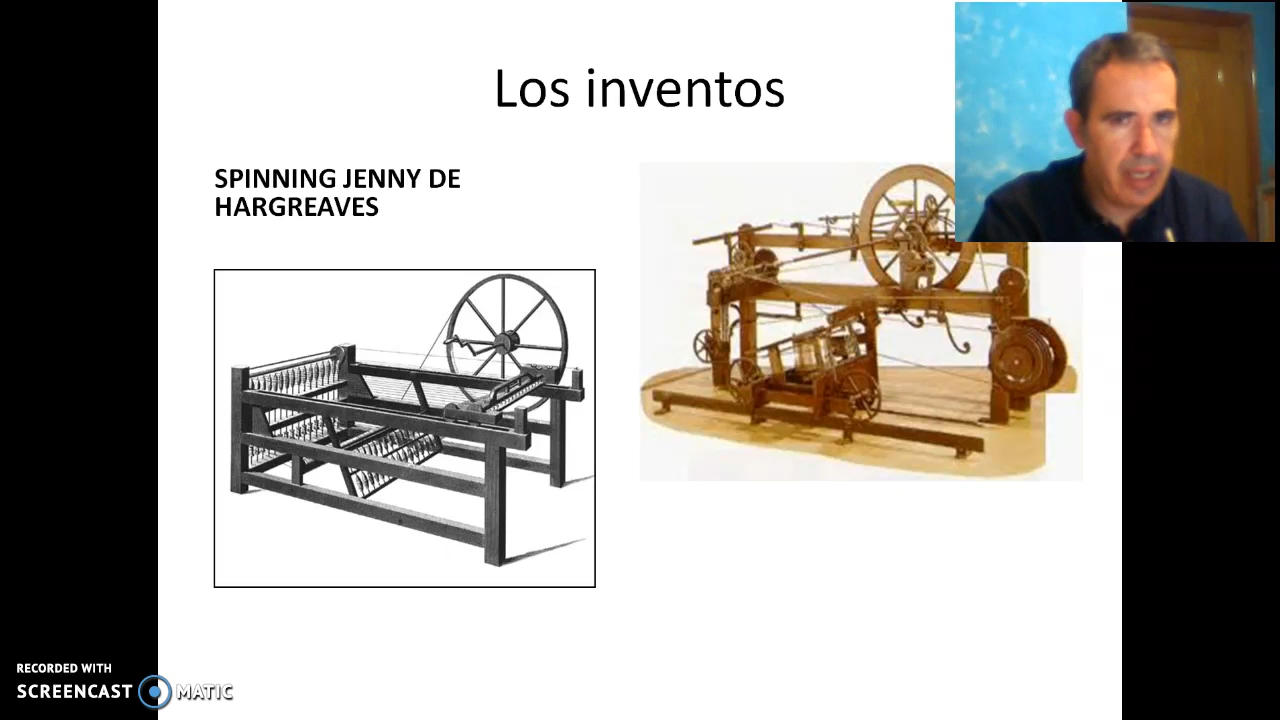 Los inventos
SPINNING JENNY DE
HARGREAVES
RECORDED WITH
SCREENCAST MATIC